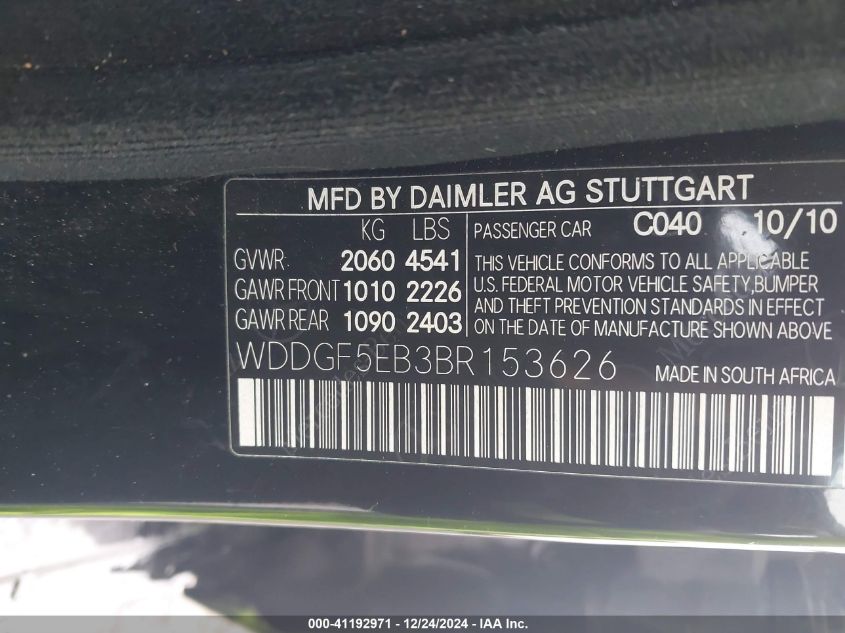 MFD BY DAIMLER AG STUTTGART
KG LBS
GVWR 2060 4541
GAWR FRONT 1010 2226
GAWR REAR 1090 2403
PASSENGER CAR C040 10/10
THIS VEHICLE CONFORMS TO ALL APPLICABLE
U.S. FEDERAL MOTOR VEHICLE SAFETY,BUMPER
AND THEFT PREVENTION STANDARDS IN EFFECT
ON THE DATE OF MANUFACTURE SHOWN ABOVE
WDDGF5EB3BR153626
MADE IN SOUTH AFRICA
000-41192971 - 12/24/2024 - IAA Inc.